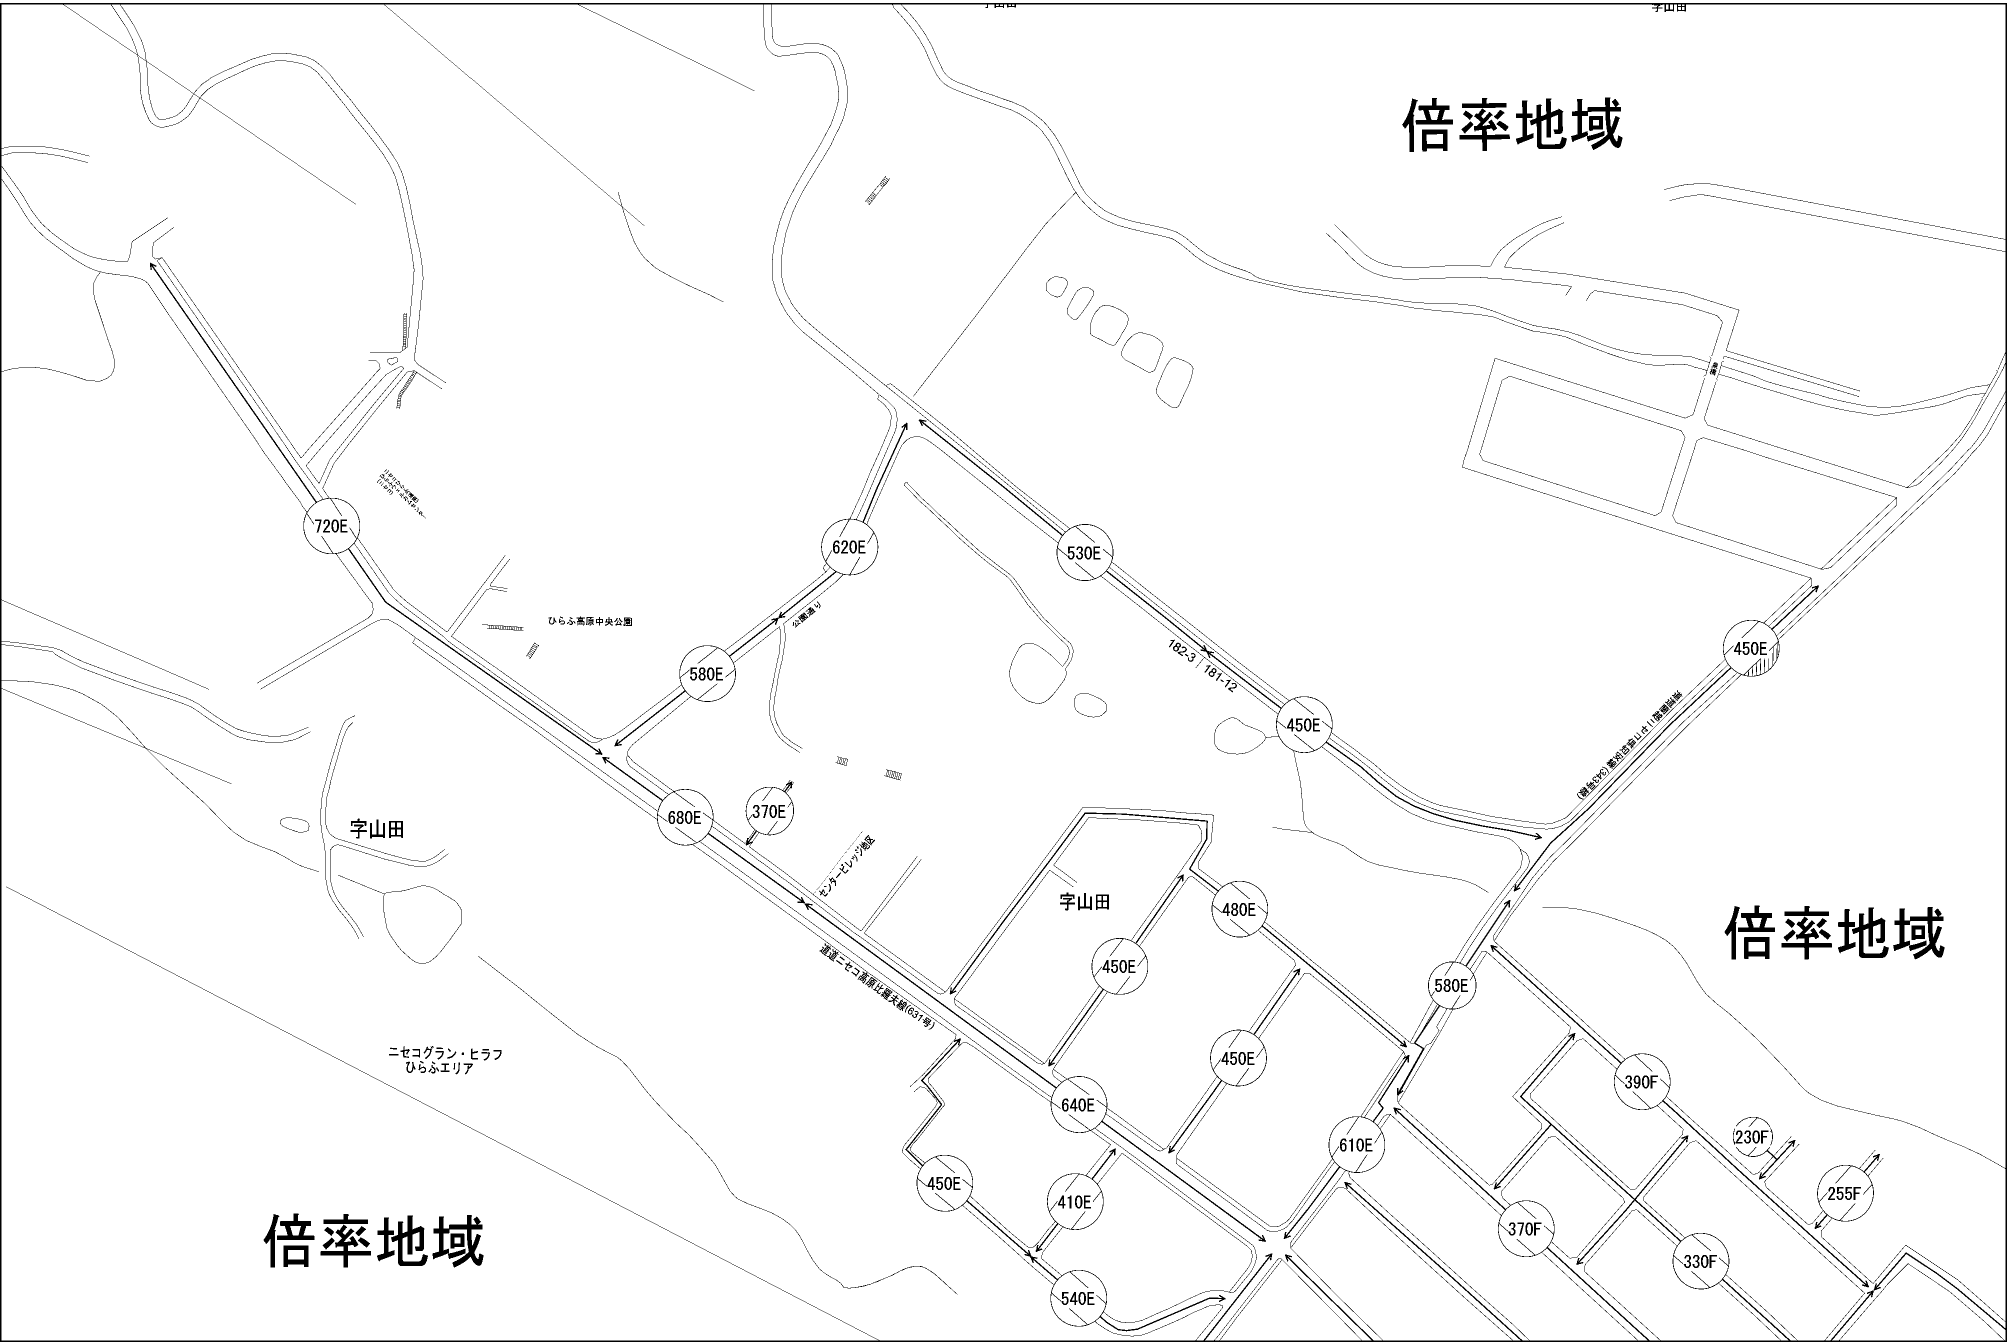 字山田
倍率地域
720E
620E
530E
ひらふ高原中央公園
公園通り
580E
182-3
181-12
450E
450E
680E
370E
字山田
センタービレッジ地区
字山田
480E
倍率地域
道道ニセコ高原比羅夫線(631号)
450E
580E
ニセコグラン・ヒラフ
ひらふエリア
450E
390F
640E
230F
610E
450E
410E
255F
370F
倍率地域
330F
540E